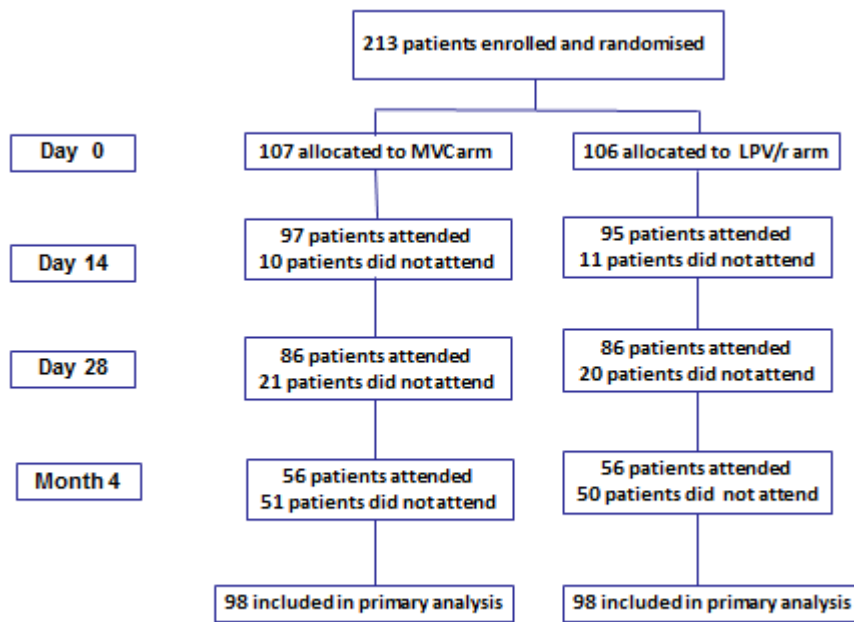 213 patients enrolled and randomised
Day 0
107 allocated to MVC arm
106 allocated to LPV/r arm
Day 14
97 patients attended
10 patients did not attend
95 patients attended
11 patients did not attend
Day 28
86 patients attended
21 patients did not attend
86 patients attended
20 patients did not attend
Month 4
56 patients attended
51 patients did not attend
56 patients attended
50 patients did not attend
98 included in primary analysis
98 included in primary analysis